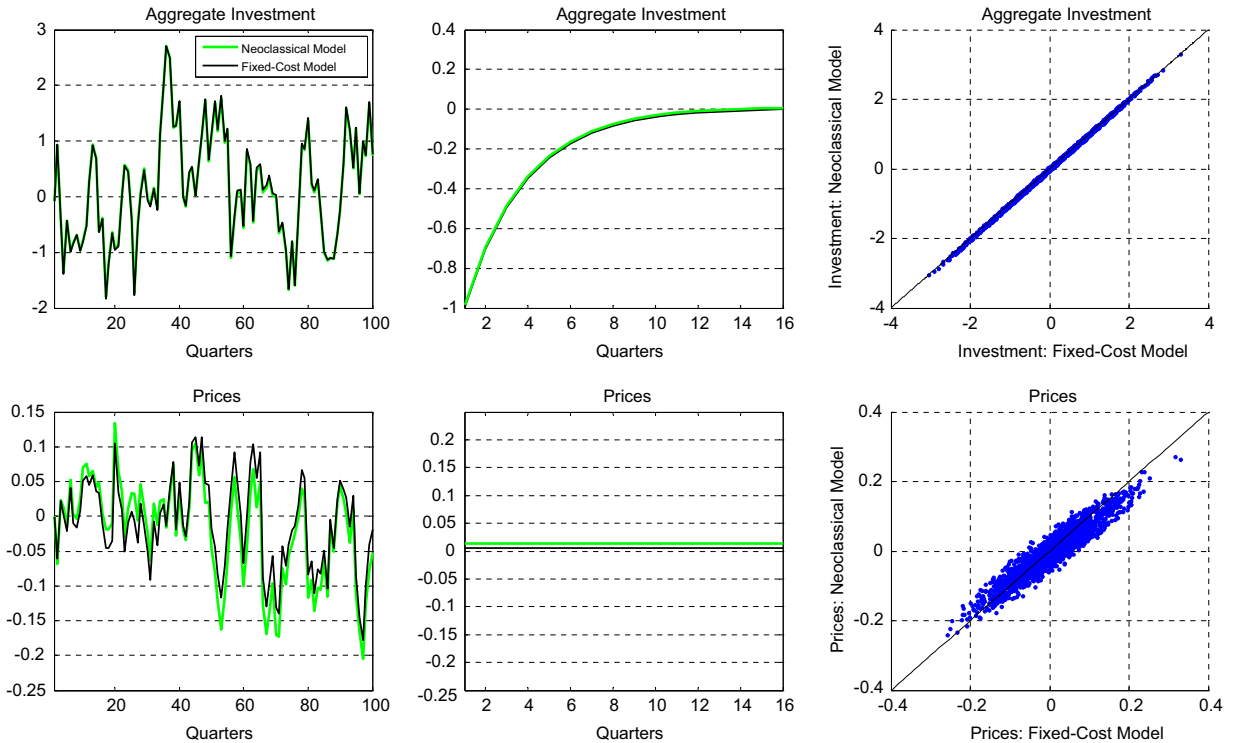 Aggregate Investment
3
2
1
0
-1
-2
Neoclassical Model
Fixed-Cost Model
20 40 60 80 100
Quarters
Aggregate Investment
0.4
0.2
0
-0.2
-0.4
-0.6
-0.8
-1
2 4 6 8 10 12 14 16
Quarters
Aggregate Investment
Investment: Neoclassical Model
4
2
0
-2
-4
-4 -2 0 2 4
Investment: Fixed-Cost Model
Prices
0.15
0.1
0.05
0
-0.05
-0.1
-0.15
-0.2
-0.25
20 40 60 80 100
Quarters
Prices
0.2
0.15
0.1
0.05
0
0.05
-0.1
-0.15
-0.2
-0.25
2 4 6 8 10 12 14 16
Quarters
Prices
Prices: Neoclassical Model
0.4
0.2
0
-0.2
-0.4
-0.4 -0.2 0 0.2 0.4
Prices: Fixed-Cost Model